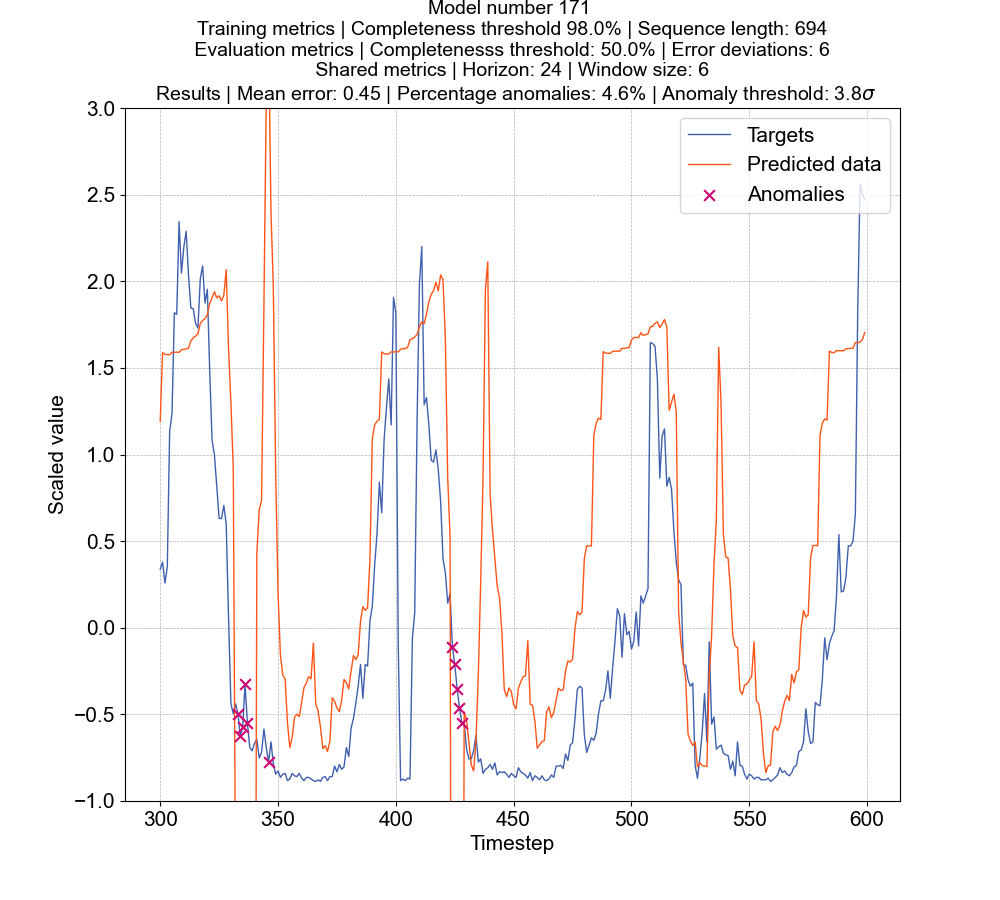 Model number 171
Training metrics | Completeness threshold 98.0% | Sequence length: 694
Evaluation metrics | Completenesss threshold: 50.0% | Error deviations: 6
Shared metrics | Horizon: 24 | Window size: 6
Results | Mean error: 0.45 | Percentage anomalies: 4.6% | Anomaly threshold: 3.8σ
3.0
2.5
2.0
1.5
1.0
0.5
0.0
−0.5
−1.0
Scaled value
Targets
Predicted data
Anomalies
300 350 400 450 500 550 600
Timestep